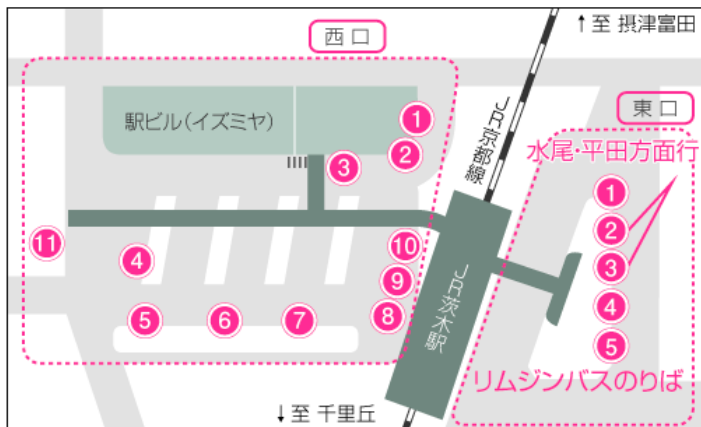 西口
↑至 摂津富田
駅ビル(イズミヤ)
1
2
3
JR京都線
東口
水尾・平田方面行
1
2
3
4
5
リムジンバスのりば
11
4
10
9
8
5
6
7
JR茨木駅
↓至 千里丘